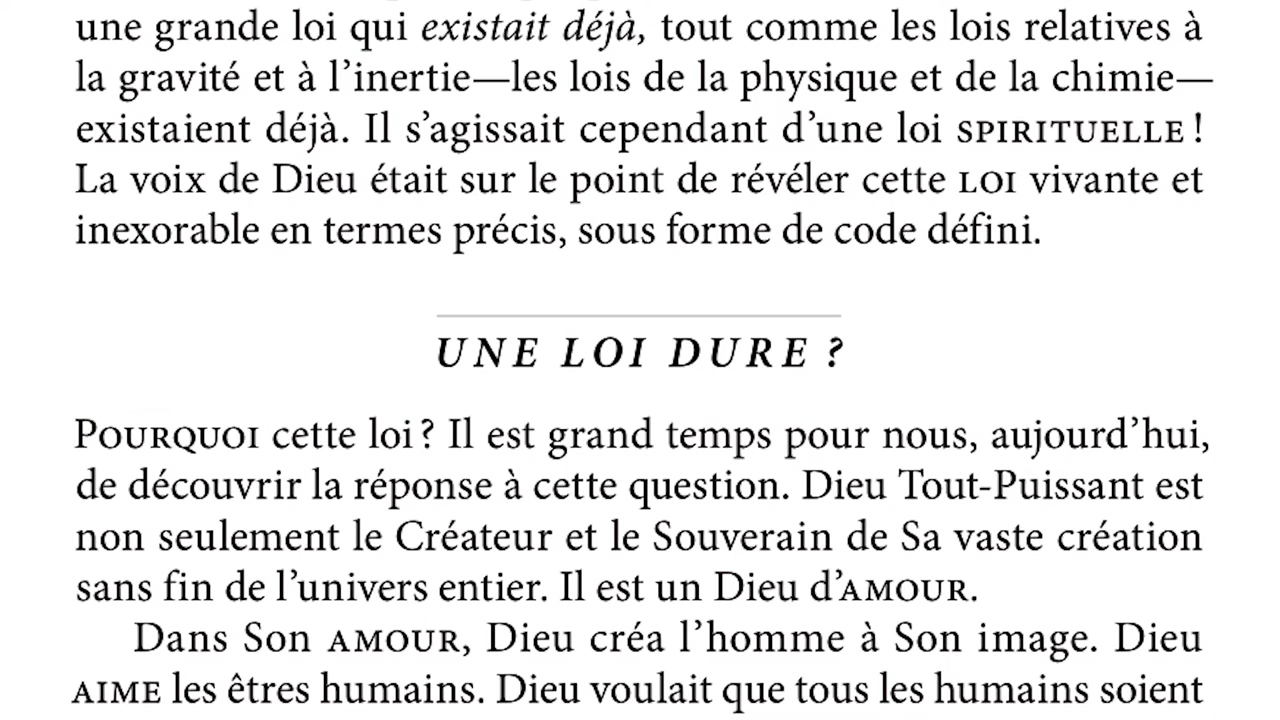 une grande loi qui existait déjà, tout comme les lois relatives à
la gravité et à l’inertie—les lois de la physique et de la chimie—
existaient déjà. Il s’agissait cependant d’une loi SPIRITUELLE !
La voix de Dieu était sur le point de révéler cette LOI vivante et
inexorable en termes précis, sous forme de code défini.
UNE LOI DURE ?
POURQUOI cette loi ? Il est grand temps pour nous, aujourd’hui,
de découvrir la réponse à cette question. Dieu Tout-Puissant est
non seulement le Créateur et le Souverain de Sa vaste création
sans fin de l’univers entier. Il est un Dieu d’AMOUR.
Dans Son AMOUR, Dieu créa l’homme à Son image. Dieu
AIME les êtres humains. Dieu voulait que tous les humains soient